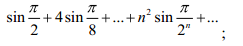 sin π/2 + 4 sin π/8 + ... + n² sin π/2ⁿ + ... ;